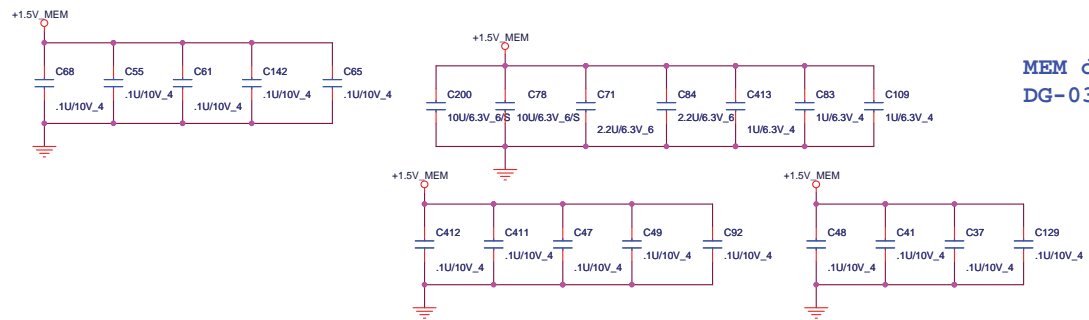 +1.5V_MEM
C68
C55
C61
C142
C65
.1U/10V_4
.1U/10V_4
.1U/10V_4
.1U/10V_4
.1U/10V_4
+1.5V_MEM
C200
C78
C71
C84
C413
C83
C109
10U/6.3V_6/S
10U/6.3V_6/S
2.2U/6.3V_6
2.2U/6.3V_6
1U/6.3V_4
1U/6.3V_4
1U/6.3V_4
MEM
DG-03
+1.5V_MEM
C412
C411
C47
C49
C92
.1U/10V_4
.1U/10V_4
.1U/10V_4
.1U/10V_4
.1U/10V_4
+1.5V_MEM
C48
C41
C37
C129
.1U/10V_4
.1U/10V_4
.1U/10V_4
.1U/10V_4